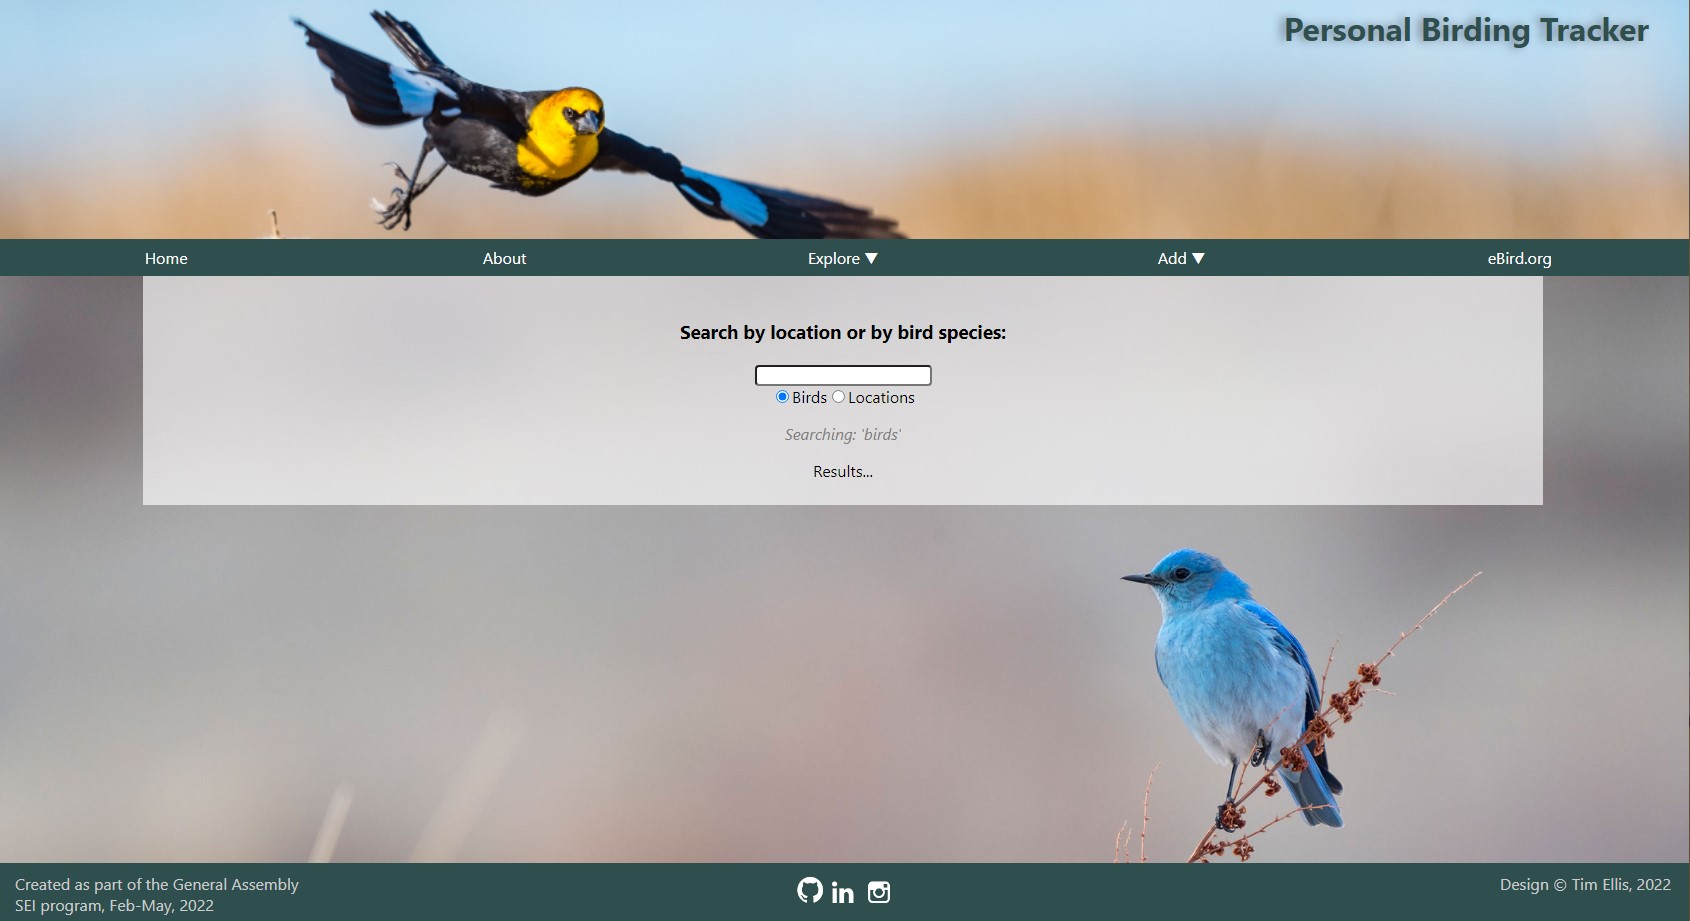 Personal Birding Tracker
Home About Explore ▼ Add ▼ eBird.org
Search by location or by bird species:
Birds Locations
Searching: 'birds'
Results...
Created as part of the General Assembly
SEI program, Feb-May, 2022
in
Design © Tim Ellis, 2022